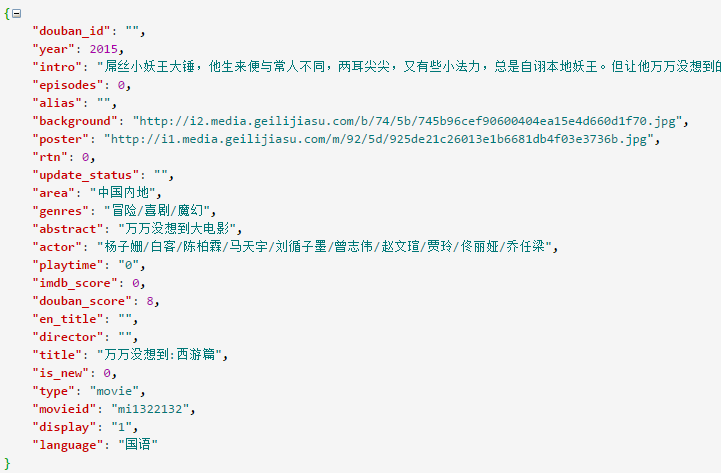 {
"douban_id": "",
"year": 2015,
"intro": "屌丝小妖王大锤，他生来便与常人不同，两耳尖尖，又有些小法力，总是自诩本地妖王。但让他万万没想到的
"episodes": 0,
"alias": "",
"background": "http://i2.media.geilijiasu.com/b/74/5b/745b96cef90600404ea15e4d660d1f70.jpg",
"poster": "http://i1.media.geilijiasu.com/m/92/5d/925de21c26013e1b6681db4f03e3736b.jpg",
"rtn": 0,
"update_status": "",
"area": "中国内地",
"genres": "冒险/喜剧/魔幻",
"abstract": "万万没想到大电影",
"actor": "杨子姗/白客/陈柏霖/马天宇/刘循子墨/曾志伟/赵文瑄/贾玲/佟丽娅/乔任梁",
"playtime": "0",
"imdb_score": 0,
"douban_score": 8,
"en_title": "",
"director": "",
"title": "万万没想到:西游篇",
"is_new": 0,
"type": "movie",
"movieid": "mi1322132",
"display": "1",
"language": "国语"
}